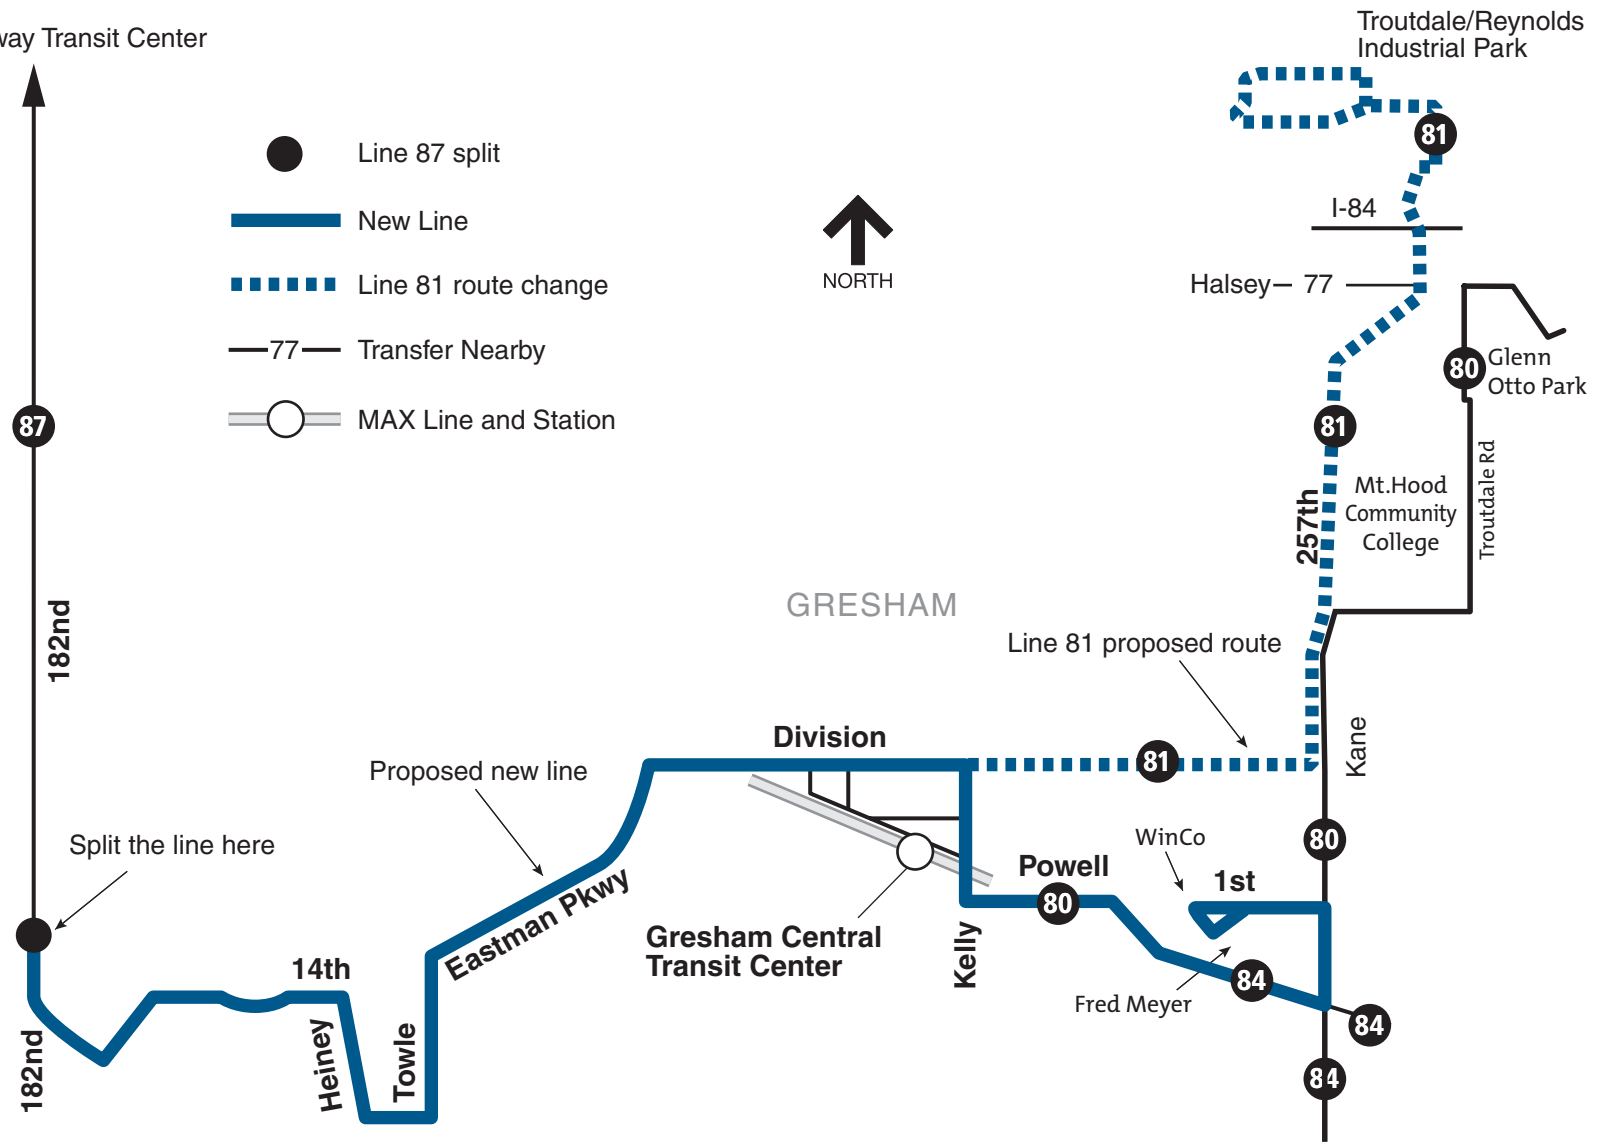 Transit Center
Troutdale/Reynolds
Industrial Park
Line 87 split
81
New Line
I-84
NORTH
Line 81 route change
Halsey
77
77
Transfer Nearby
80
Glenn
Otto Park
MAX Line and Station
87
81
Mt.Hood
Community
College
257th
Troutdale Rd
GRESHAM
182nd
Line 81 proposed route
Division
81
Kane
Proposed new line
Split the line here
WinCo
80
Powell
1st
80
Eastman Pkwy
Gresham Central
Transit Center
Kelly
14th
84
Fred Meyer
84
182nd
Heiney
Towle
84